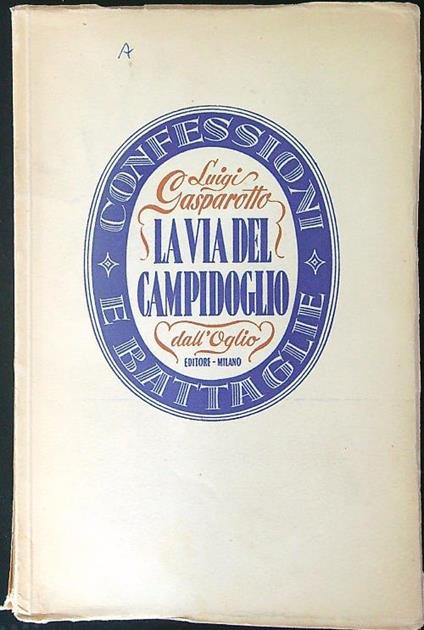 A
CONFESSIONI
Luigi
Gasparotto
LA VIA DEL
CAMPIDOGLIO
dall'Oglio
EDITORE - MILANO
E BATTAGLIE